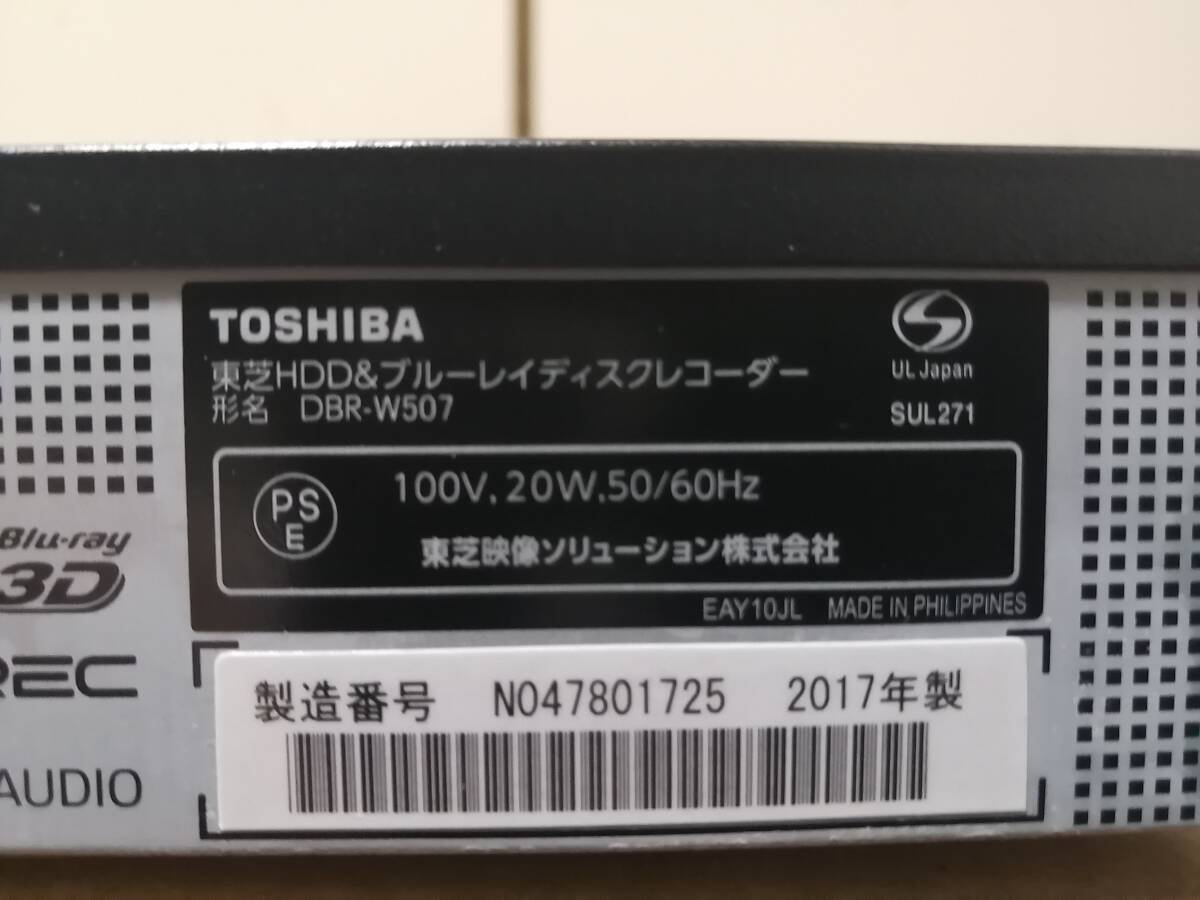 TOSHIBA
東芝HDD&ブルーレイディスクレコーダー
形名 DBR-W507
UL Japan
SUL271
PS
E
100V, 20W, 50/60Hz
東芝映像ソリューション株式会社
EAY10JL MADE IN PHILIPPINES
Blu-ray
3D
REC
AUDIO
製造番号 N047801725 2017年製